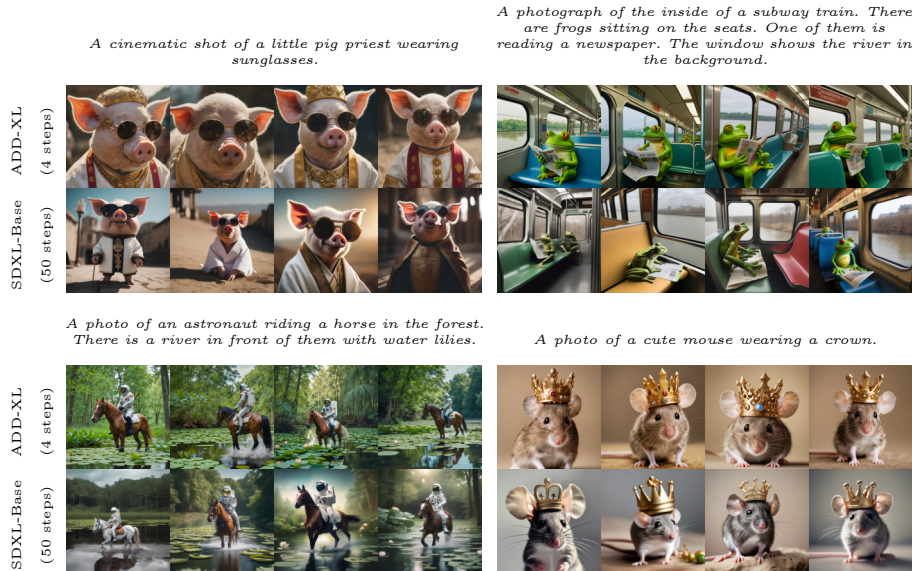 A cinematic shot of a little pig priest wearing
sunglasses.
A photograph of the inside of a subway train. There
are frogs sitting on the seats. One of them is
reading a newspaper. The window shows the river in
the background.
ADD-XL
(4 steps)
SDXL-Base
(50 steps)
A photo of an astronaut riding a horse in the forest.
There is a river in front of them with water lilies.
A photo of a cute mouse wearing a crown.
ADD-XL
(4 steps)
SDXL-Base
(50 steps)